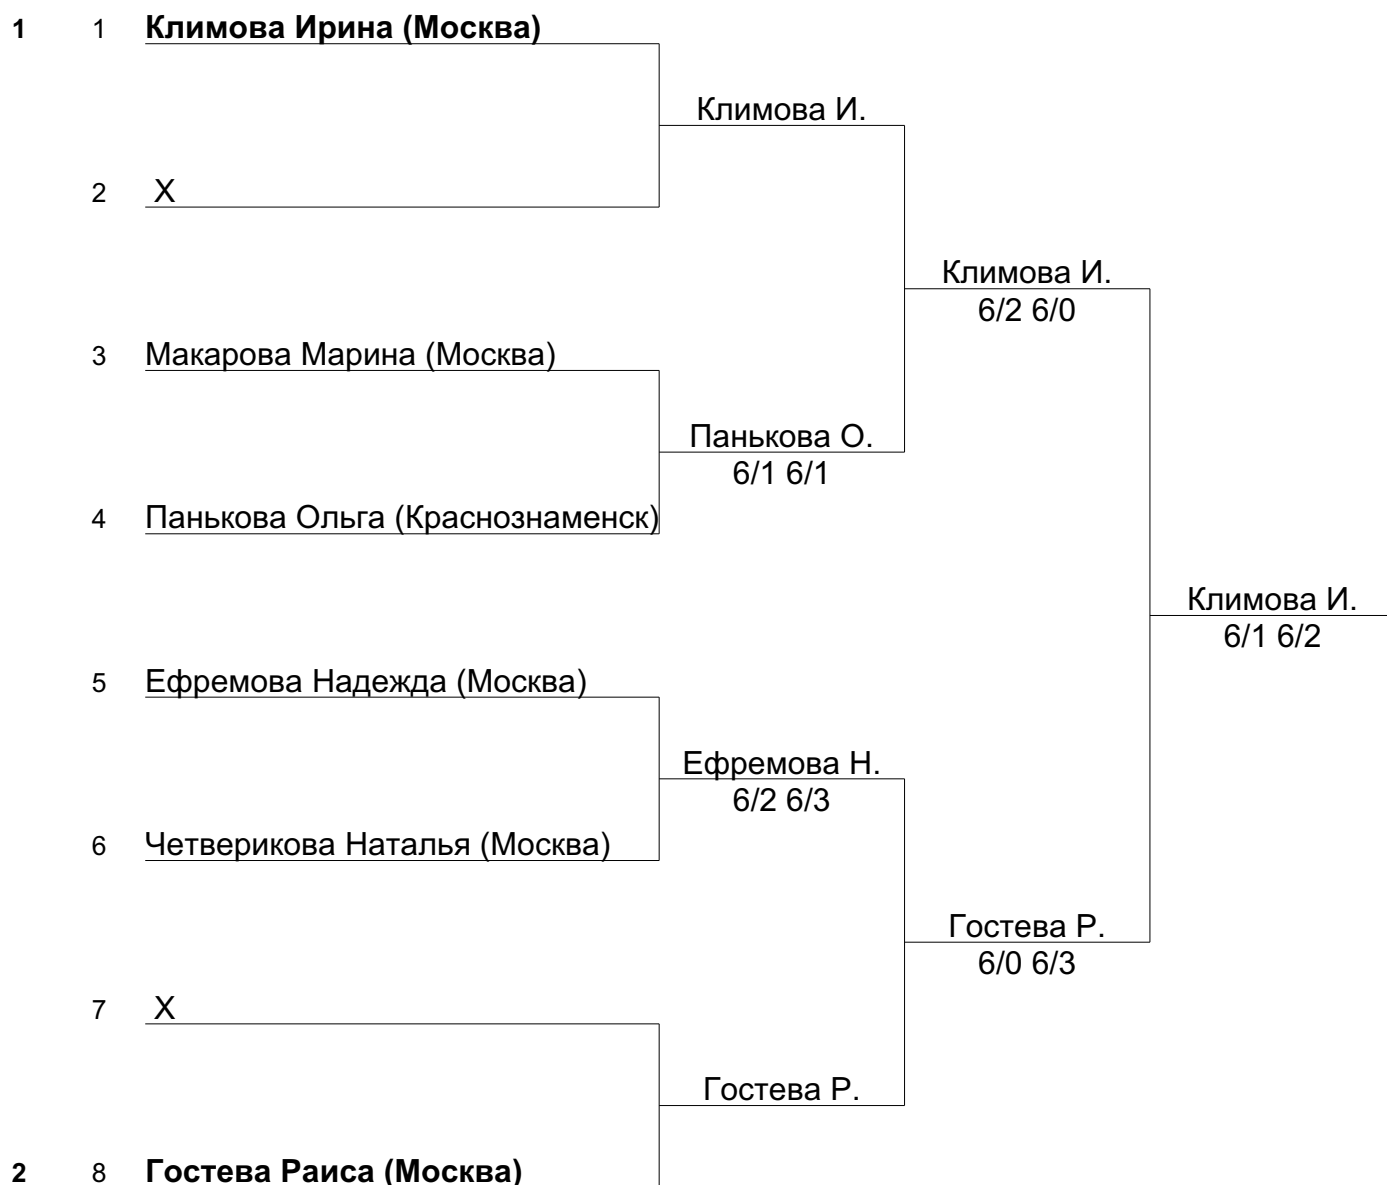 1 1 Климова Ирина (Москва)
Климова И.
2 X
Климова И.
6/2 6/0
3 Макарова Марина (Москва)
Панькова О.
6/1 6/1
4 Панькова Ольга (Краснознаменск)
Климова И.
6/1 6/2
5 Ефремова Надежда (Москва)
Ефремова Н.
6/2 6/3
6 Четверикова Наталья (Москва)
Гостева Р.
6/0 6/3
7 X
Гостева Р.
2 8 Гостева Раиса (Москва)